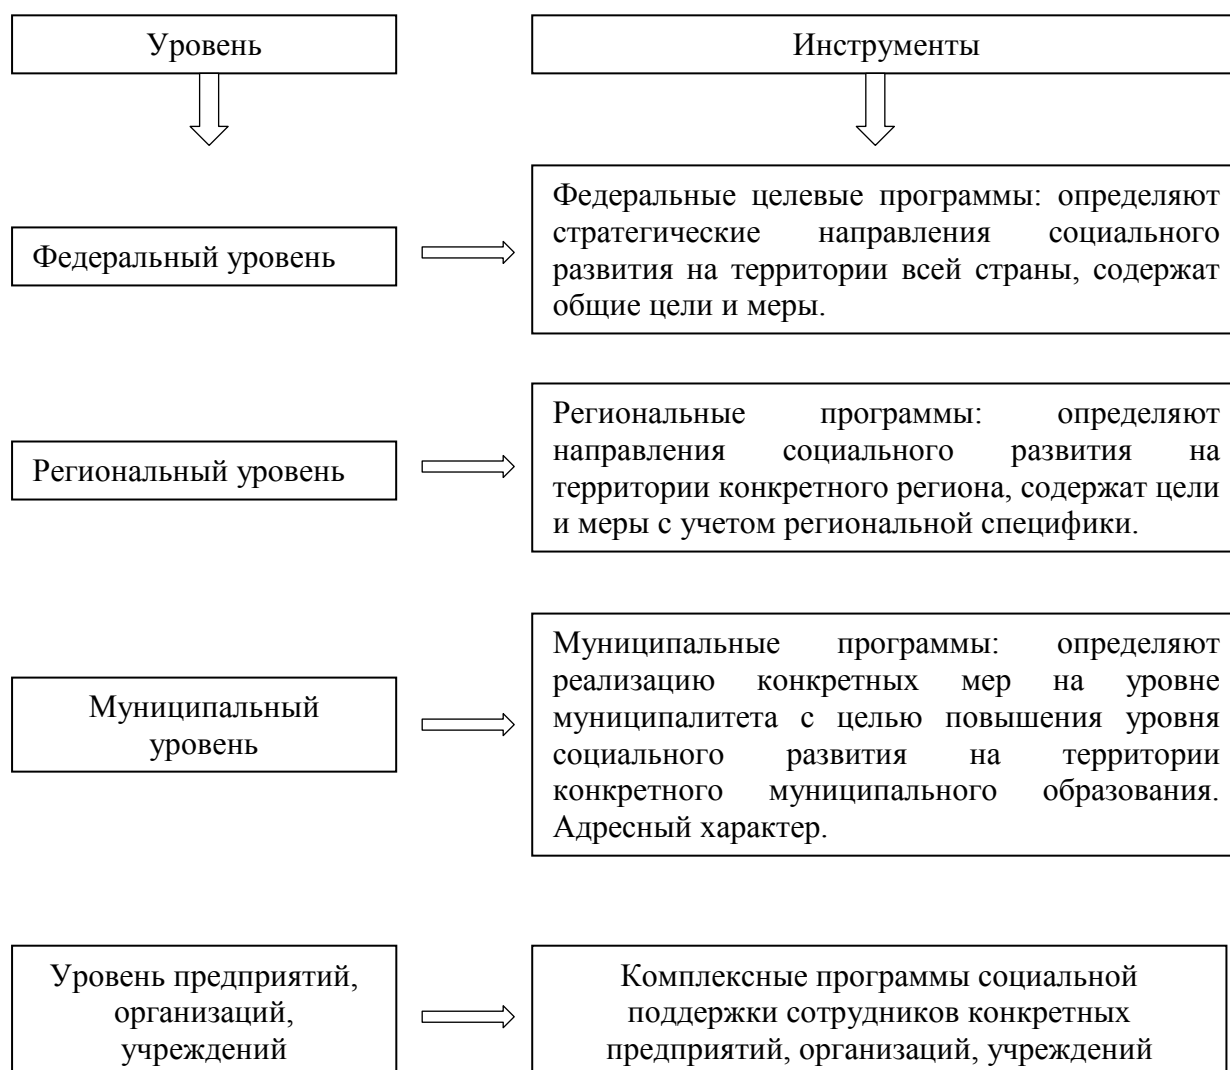 Уровень
Инструменты
Федеральный уровень
Федеральные целевые программы: определяют
стратегические направления социального
развития на территории всей страны, содержат
общие цели и меры.
Региональный уровень
Региональные программы: определяют
направления социального развития на
территории конкретного региона, содержат цели
и меры с учетом региональной специфики.
Муниципальный
уровень
Муниципальные программы: определяют
реализацию конкретных мер на уровне
муниципалитета с целью повышения уровня
социального развития на территории
конкретного муниципального образования.
Адресный характер.
Уровень предприятий,
организаций,
учреждений
Комплексные программы социальной
поддержки сотрудников конкретных
предприятий, организаций, учреждений